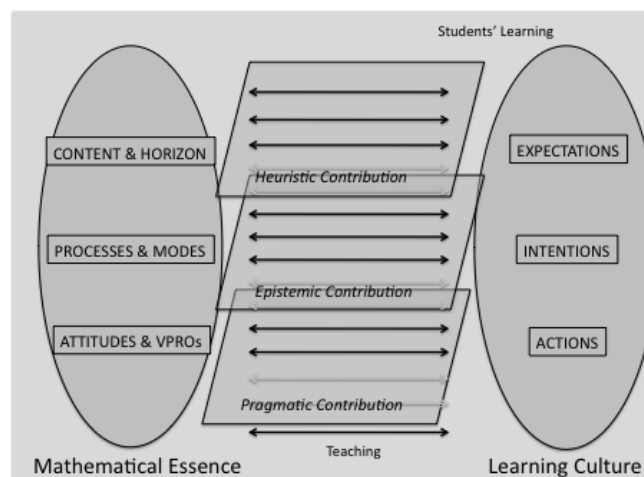 Students’ Learning
CONTENT & HORIZON
EXPECTATIONS
Heuristic Contribution
PROCESSES & MODES
INTENTIONS
Epistemic Contribution
ATTITUDES & VPROs
ACTIONS
Pragmatic Contribution
Teaching
Mathematical Essence
Learning Culture